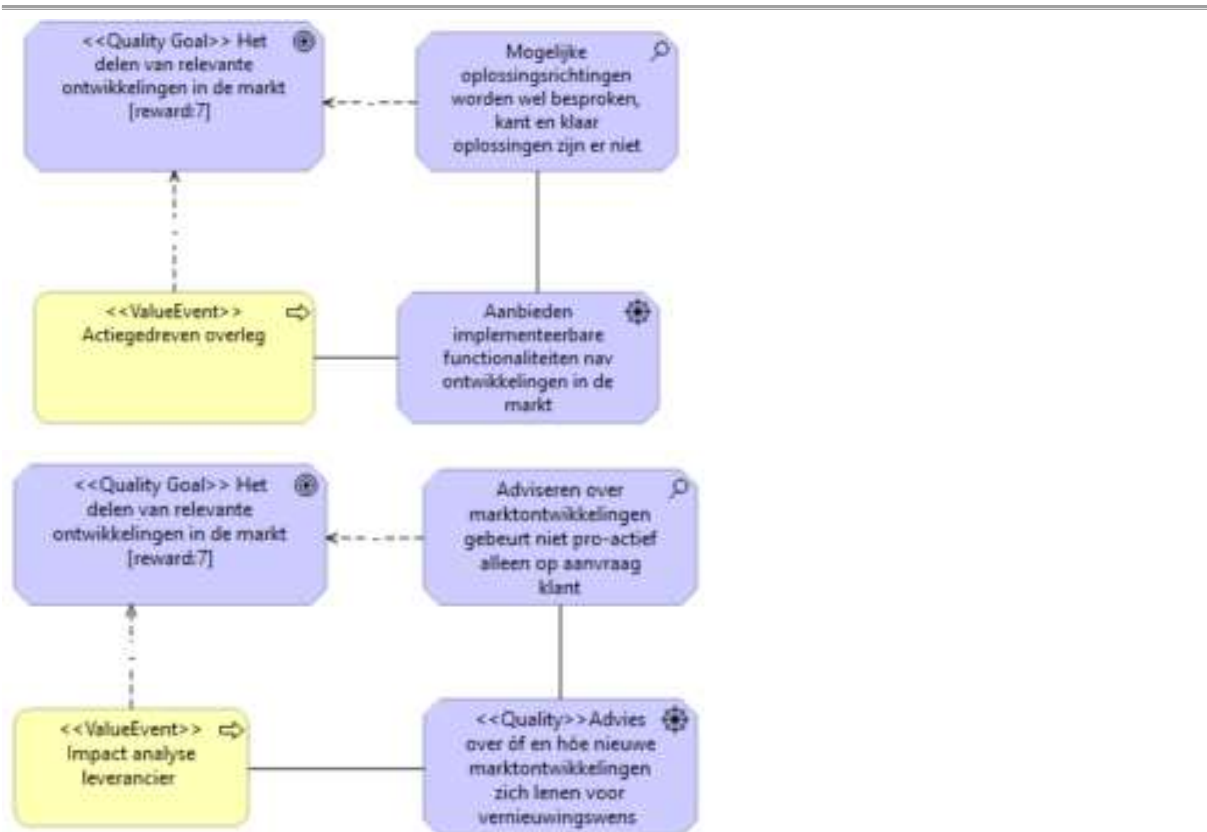 <<Quality Goal>> Het
delen van relevante
ontwikkelingen in de markt
[reward:7]
Mogelijke
oplossingsrichtingen
worden wel besproken,
kant en klaar
oplossingen zijn er niet
<<ValueEvent>>
Actiegedreven overleg
Aanbieden
implementeerbare
functionaliteiten nav
ontwikkelingen in de
markt
<<Quality Goal>> Het
delen van relevante
ontwikkelingen in de markt
[reward:7]
Adviseren over
marktontwikkelingen
gebeurt niet pro-actief
alleen op aanvraag
klant
<<ValueEvent>>
Impact analyse
leverancier
<<Quality>>Advies
over óf en hóe nieuwe
marktontwikkelingen
zich lenen voor
vernieuwingswens